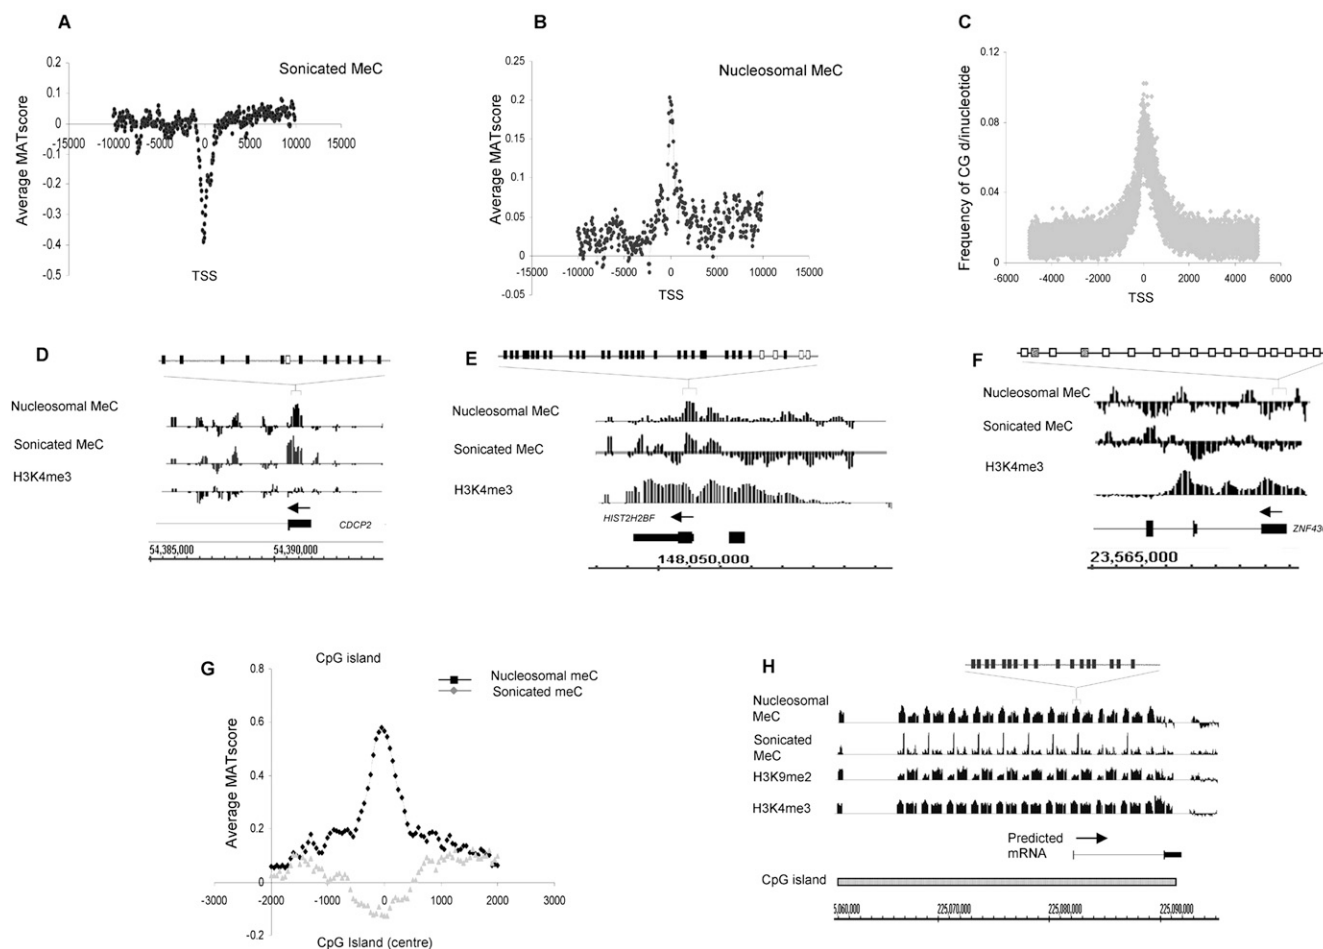 A
Sonicated MeC
Average MATscore
0.2
0.1
0
-0.1
-0.2
-0.3
-0.4
-0.5
-15000
-10000
-5000
0
5000
10000
15000
TSS
B
Nucleosomal MeC
Average MATscore
0.25
0.2
0.15
0.1
0.05
0
0.05
-15000
-10000
-5000
0
5000
10000
15000
TSS
C
Frequency of CG d/inucleotide
0.12
0.08
0.04
0
-6000
-4000
-2000
0
2000
4000
6000
TSS
D
Nucleosomal MeC
Sonicated MeC
H3K4me3
CDCP2
54,385,000
54,390,000
E
Nucleosomal MeC
Sonicated MeC
H3K4me3
HIST2H2BF
148,050,000
F
Nucleosomal MeC
Sonicated MeC
H3K4me3
ZNF436
23,565,000
G
CpG island
Nucleosomal meC
Sonicated meC
Average MATscore
0.8
0.6
0.4
0.2
0
-0.2
-3000
-2000
-1000
0
1000
2000
3000
CpG Island (centre)
H
Nucleosomal
MeC
Sonicated
MeC
H3K9me2
H3K4me3
Predicted
mRNA
CpG island
5,060,000
225,070,000
225,080,000
225,090,000